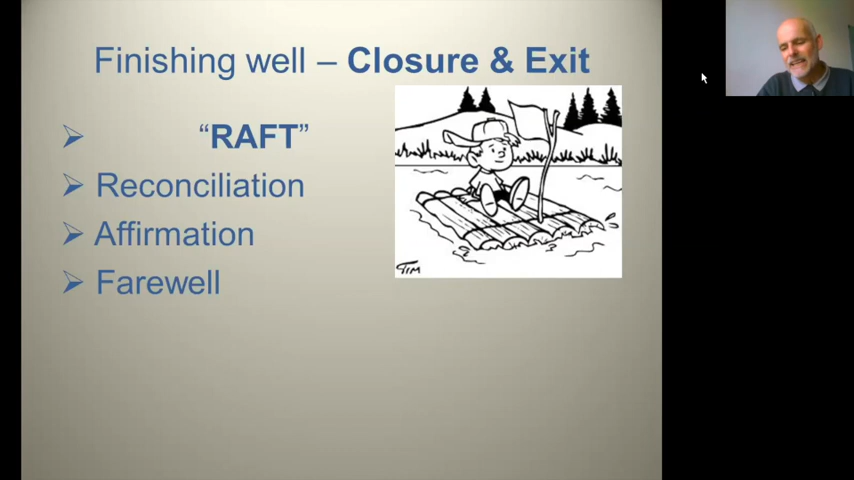 Finishing well – Closure & Exit
“RAFT”
Reconciliation
Affirmation
Farewell
TIM